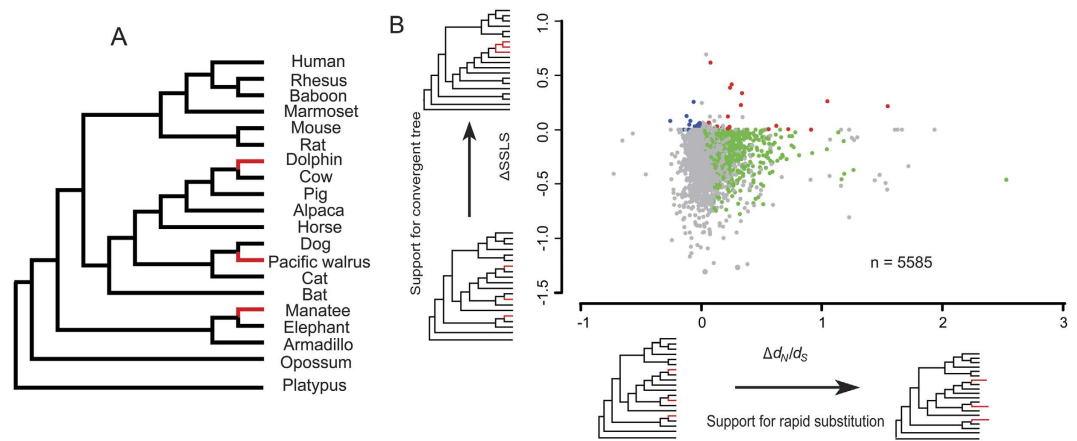 A
Human
Rhesus
Baboon
Marmoset
Mouse
Rat
Dolphin
Cow
Pig
Alpaca
Horse
Dog
Pacific walrus
Cat
Bat
Manatee
Elephant
Armadillo
Opossum
Platypus
B
Support for convergent tree
ΔSSLS
1.0
0.5
0.0
-0.5
-1.0
-1.5
n = 5585
-1
0
1
2
3
ΔdN/dS
Support for rapid substitution